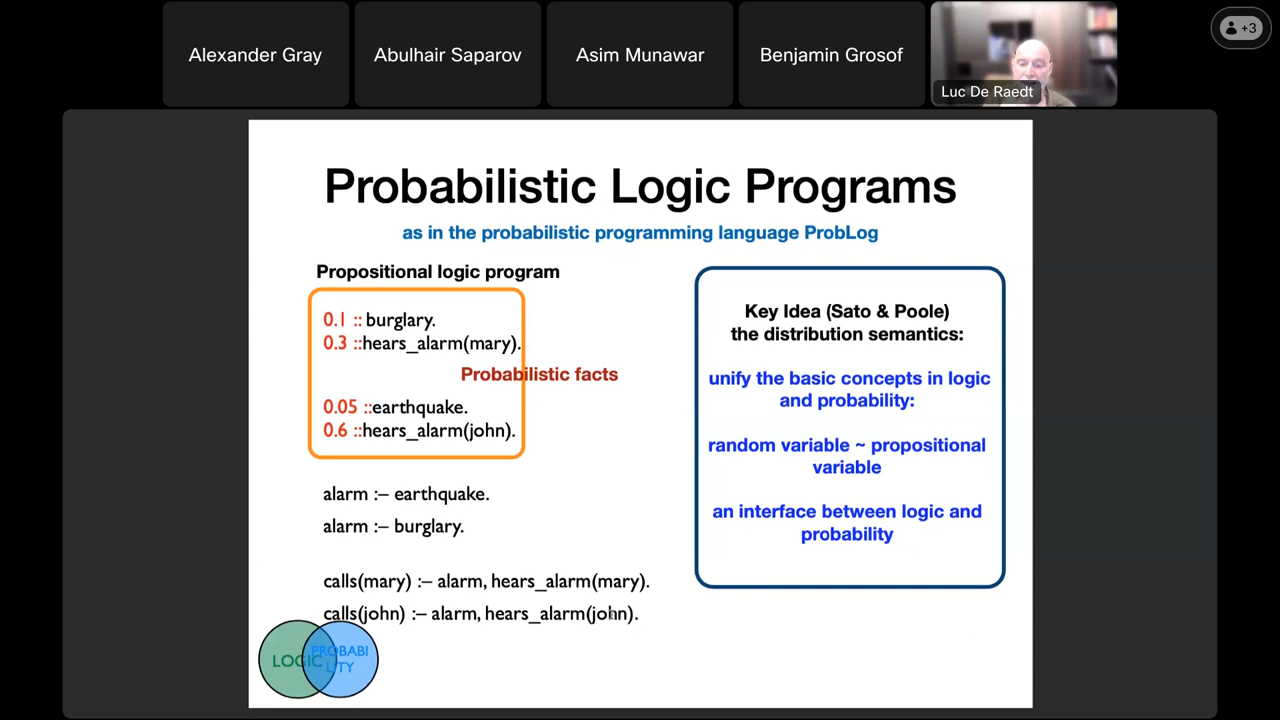 Alexander Gray
Abulhair Saparov
Asim Munawar
Benjamin Grosof
Luc De Raedt
+3
Probabilistic Logic Programs
as in the probabilistic programming language ProbLog
Propositional logic program
0.1 :: burglary.
0.3 ::hears_alarm(mary).
Probabilistic facts
0.05 ::earthquake.
0.6 ::hears_alarm(john).
alarm :– earthquake.
alarm :– burglary.
calls(mary) :– alarm, hears_alarm(mary).
calls(john) :– alarm, hears_alarm(john).
Key Idea (Sato & Poole)
the distribution semantics:
unify the basic concepts in logic
and probability:
random variable ~ propositional
variable
an interface between logic and
probability
LOGIC
PROBABI
LITY